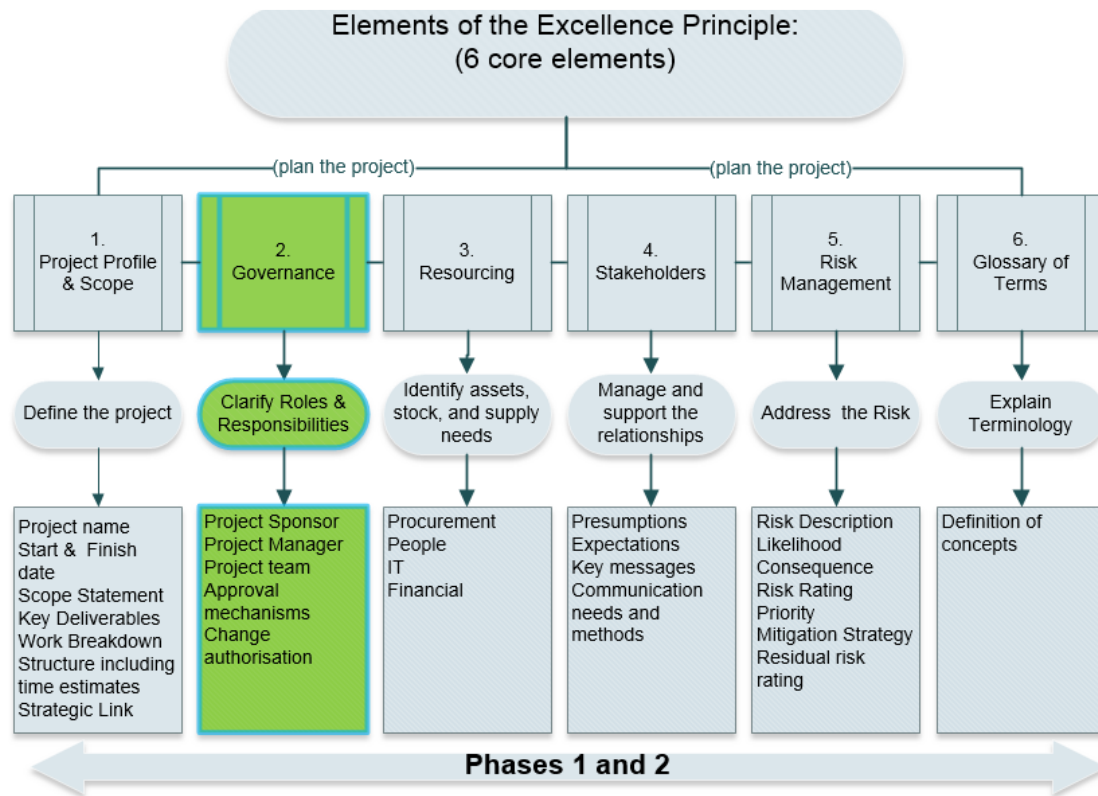 Elements of the Excellence Principle:
(6 core elements)
(plan the project)
(plan the project)
1.
Project Profile
& Scope
2.
Governance
3.
Resourcing
4.
Stakeholders
5.
Risk
Management
6.
Glossary of
Terms
Define the project
Clarify Roles &
Responsibilities
Identify assets,
stock, and supply
needs
Manage and
support the
relationships
Address the Risk
Explain
Terminology
Project name
Start & Finish
date
Scope Statement
Key Deliverables
Work Breakdown
Structure including
time estimates
Strategic Link
Project Sponsor
Project Manager
Project team
Approval
mechanisms
Change
authorisation
Procurement
People
IT
Financial
Presumptions
Expectations
Key messages
Communication
needs and
methods
Risk Description
Likelihood
Consequence
Risk Rating
Priority
Mitigation Strategy
Residual risk
rating
Definition of
concepts
Phases 1 and 2